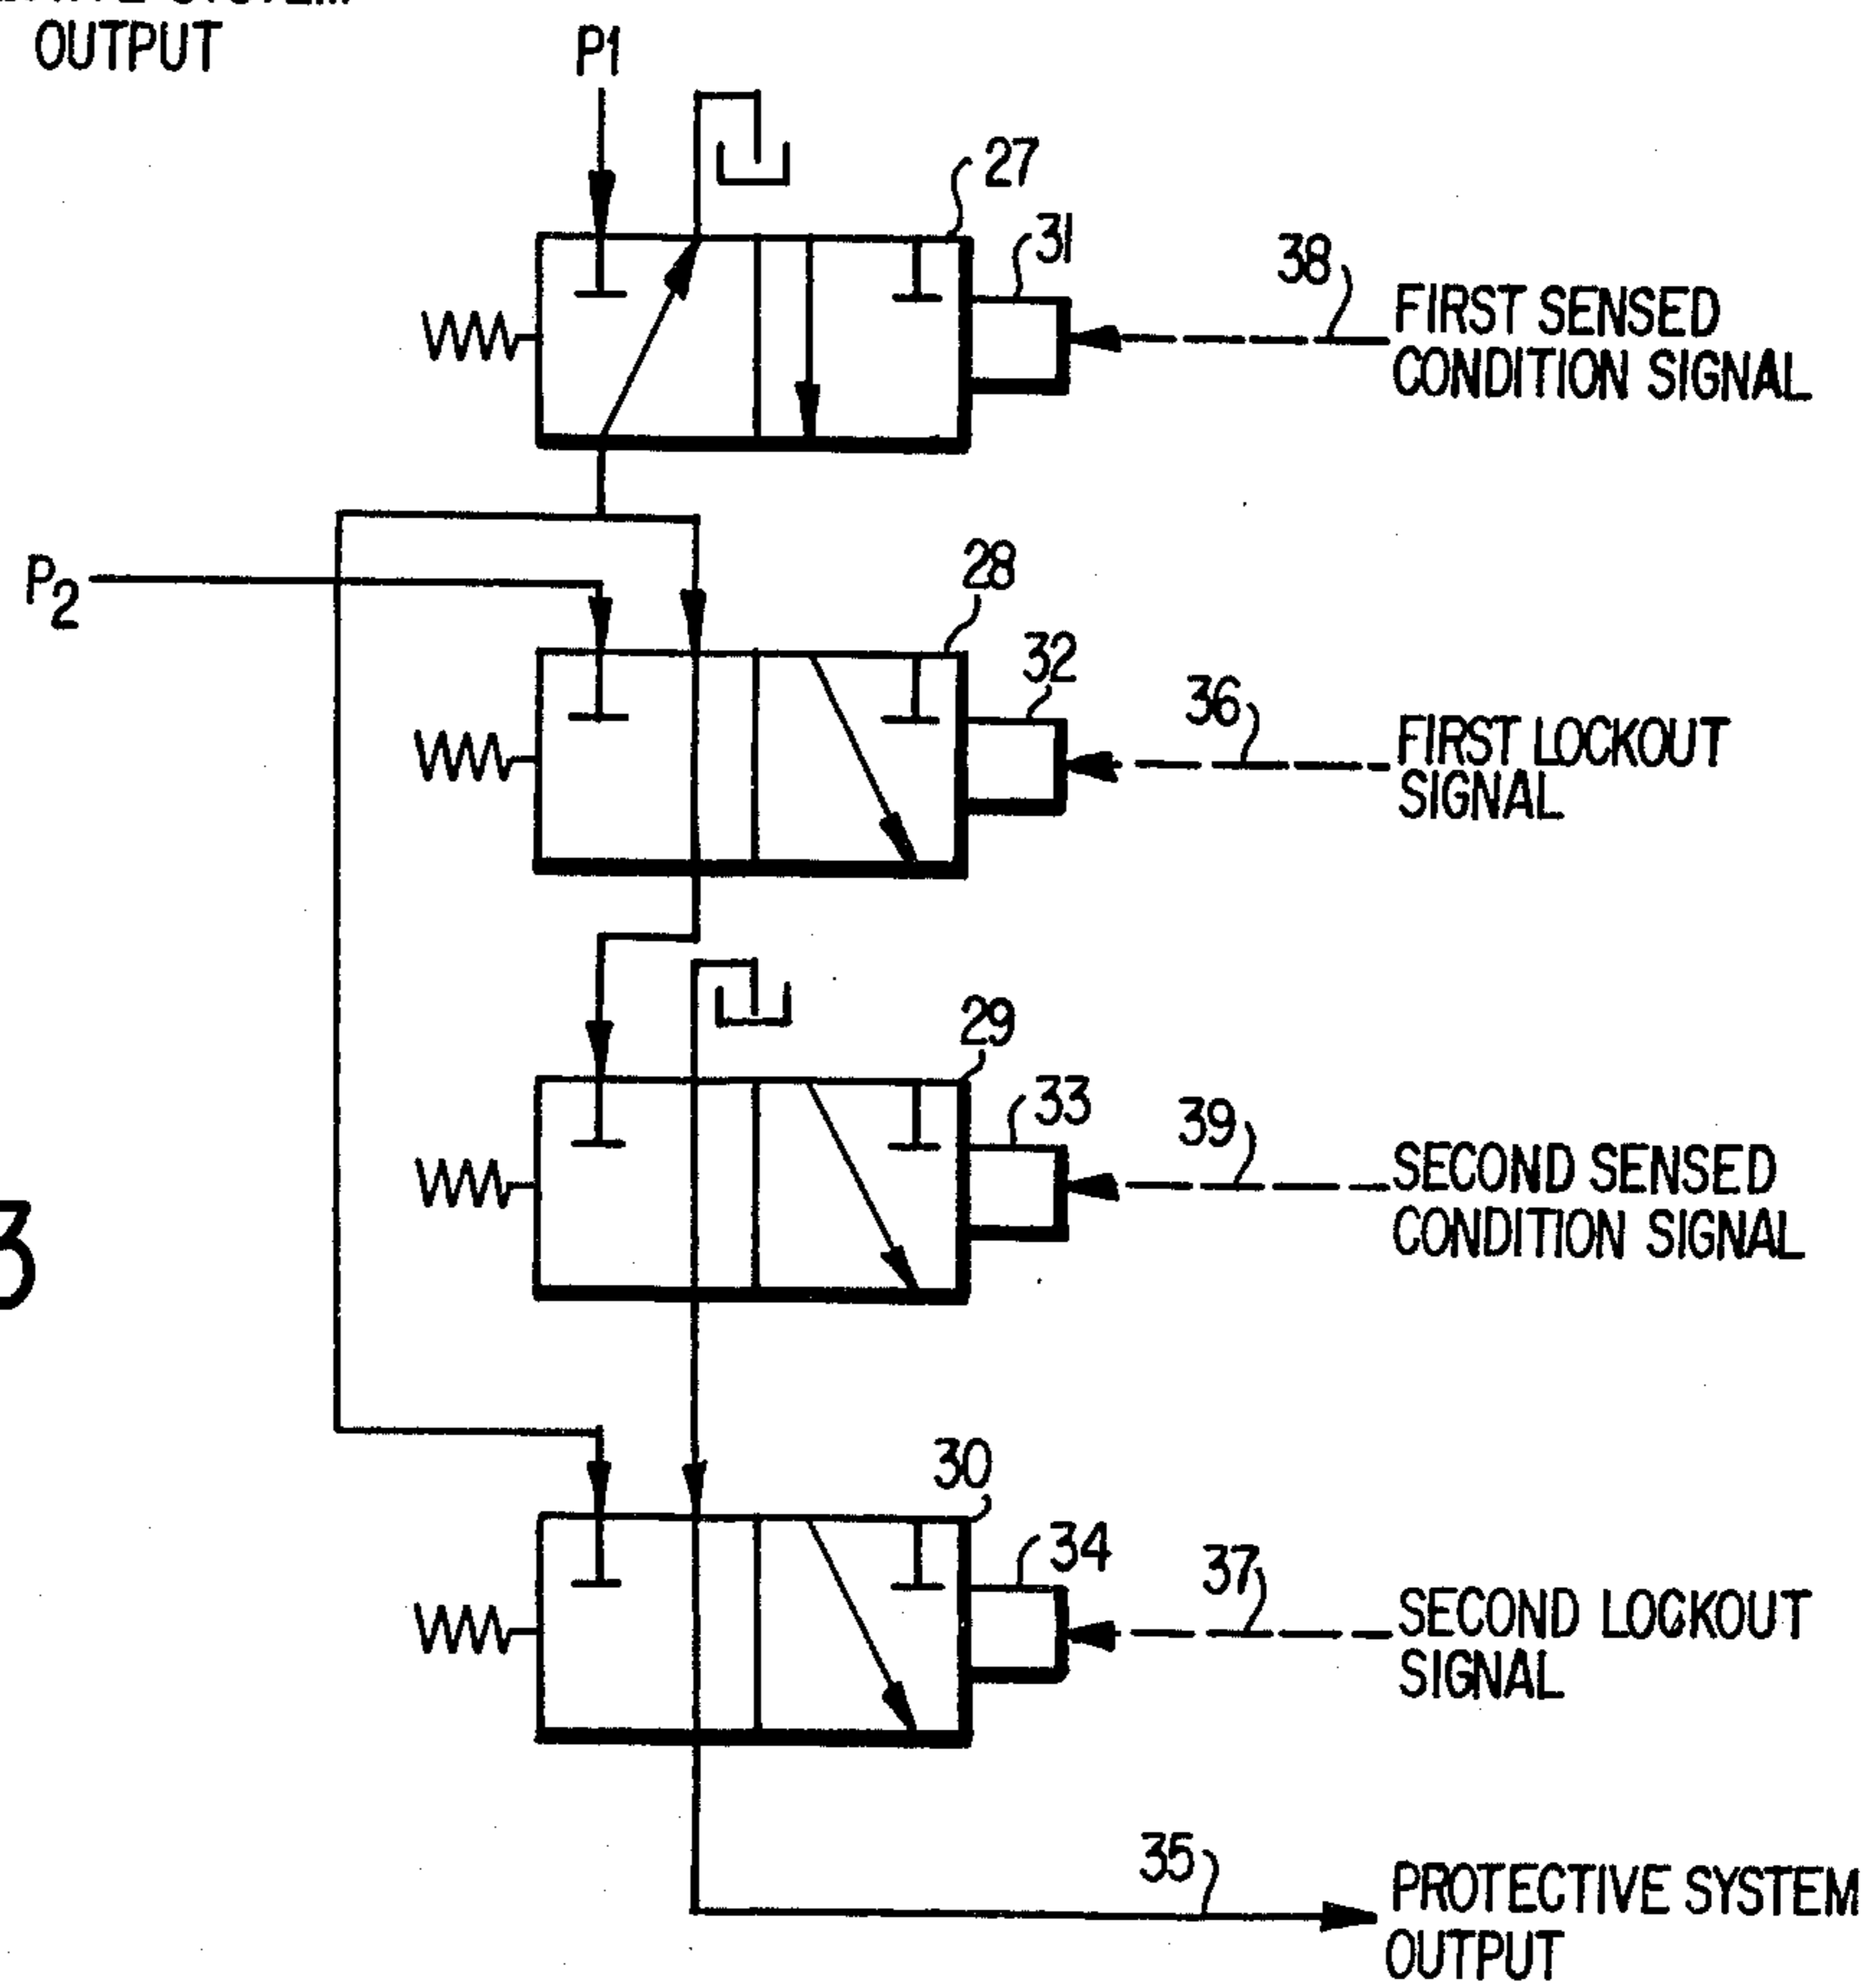 OUTPUT
P1
27
31
38
FIRST SENSED
CONDITION SIGNAL
P2
28
32
36
FIRST LOCKOUT
SIGNAL
29
33
39
SECOND SENSED
CONDITION SIGNAL
3
30
34
37
SECOND LOCKOUT
SIGNAL
35
PROTECTIVE SYSTEM
OUTPUT